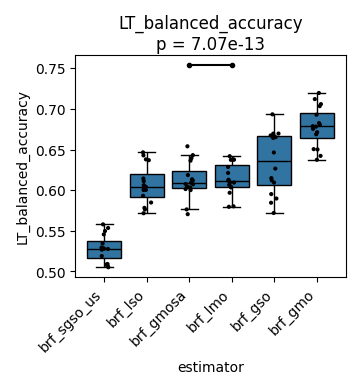 LT_balanced_accuracy
p = 7.07e-13
LT_balanced_accuracy
0.75
0.70
0.65
0.60
0.55
0.50
brf_sgso_us
brf_lso
brf_gmosa
brf_lmo
brf_gso
brf_gmo
estimator